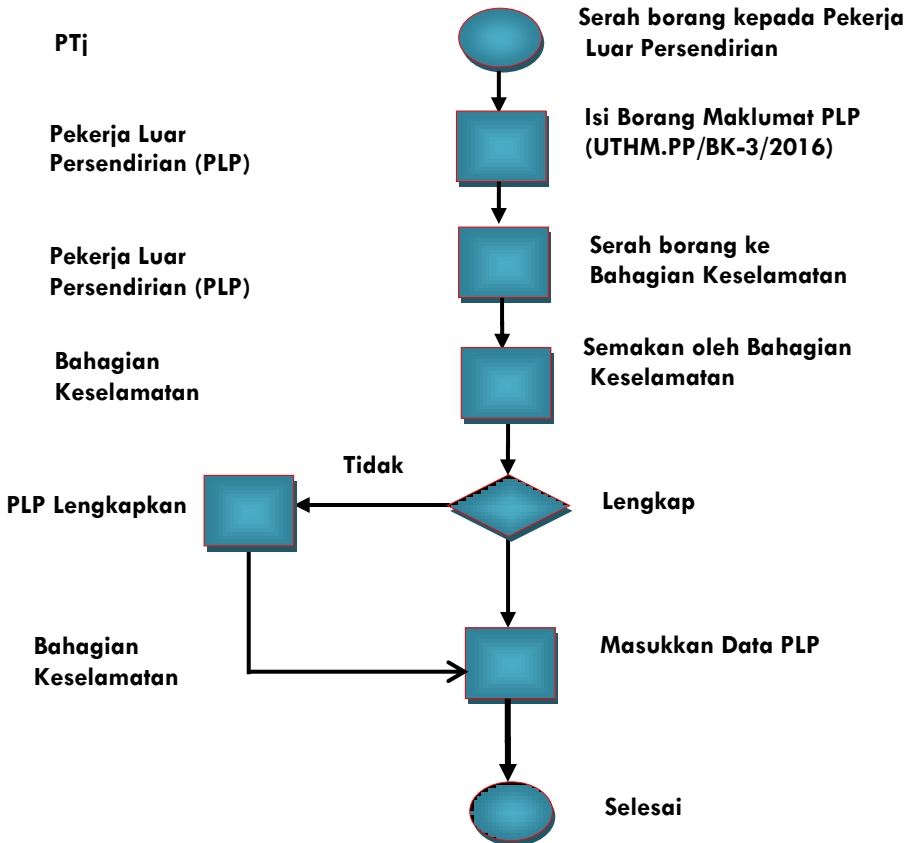 PTj
Serah borang kepada Pekerja
Luar Persendirian
Pekerja Luar
Persendirian (PLP)
Isi Borang Maklumat PLP
(UTHM.PP/BK-3/2016)
Pekerja Luar
Persendirian (PLP)
Serah borang ke
Bahagian Keselamatan
Bahagian
Keselamatan
Semakan oleh Bahagian
Keselamatan
Tidak
PLP Lengkapkan
Lengkap
Bahagian
Keselamatan
Masukkan Data PLP
Selesai